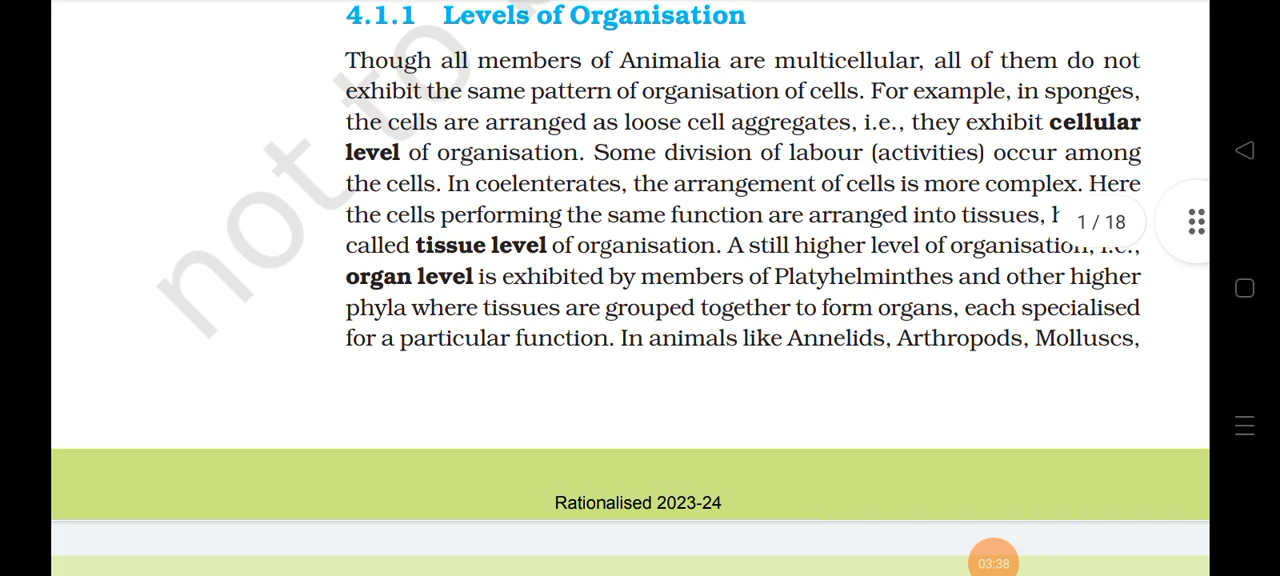 4.1.1 Levels of Organisation
Though all members of Animalia are multicellular, all of them do not
exhibit the same pattern of organisation of cells. For example, in sponges,
the cells are arranged as loose cell aggregates, i.e., they exhibit cellular
level of organisation. Some division of labour (activities) occur among
the cells. In coelenterates, the arrangement of cells is more complex. Here
the cells performing the same function are arranged into tissues,
1 / 18
called tissue level of organisation. A still higher level of organisation, i.e.,
organ level is exhibited by members of Platyhelminthes and other higher
phyla where tissues are grouped together to form organs, each specialised
for a particular function. In animals like Annelids, Arthropods, Molluscs,
not to
Rationalised 2023-24
03:38